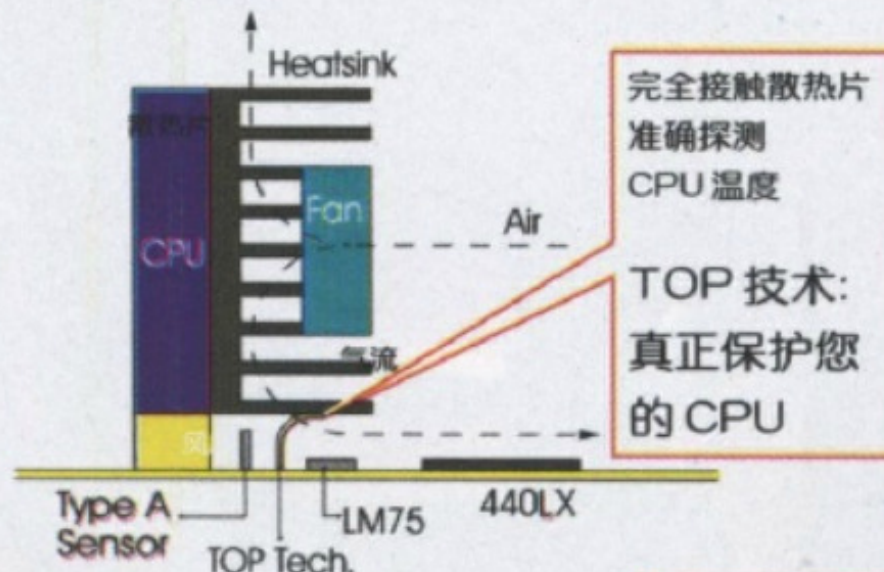 Heatsink
散热片
CPU
Fan
Air
气流
Type A
Sensor
TOP Tech.
LM75
440LX
完全接触散热片
准确探测
CPU 温度
TOP 技术:
真正保护您
的 CPU